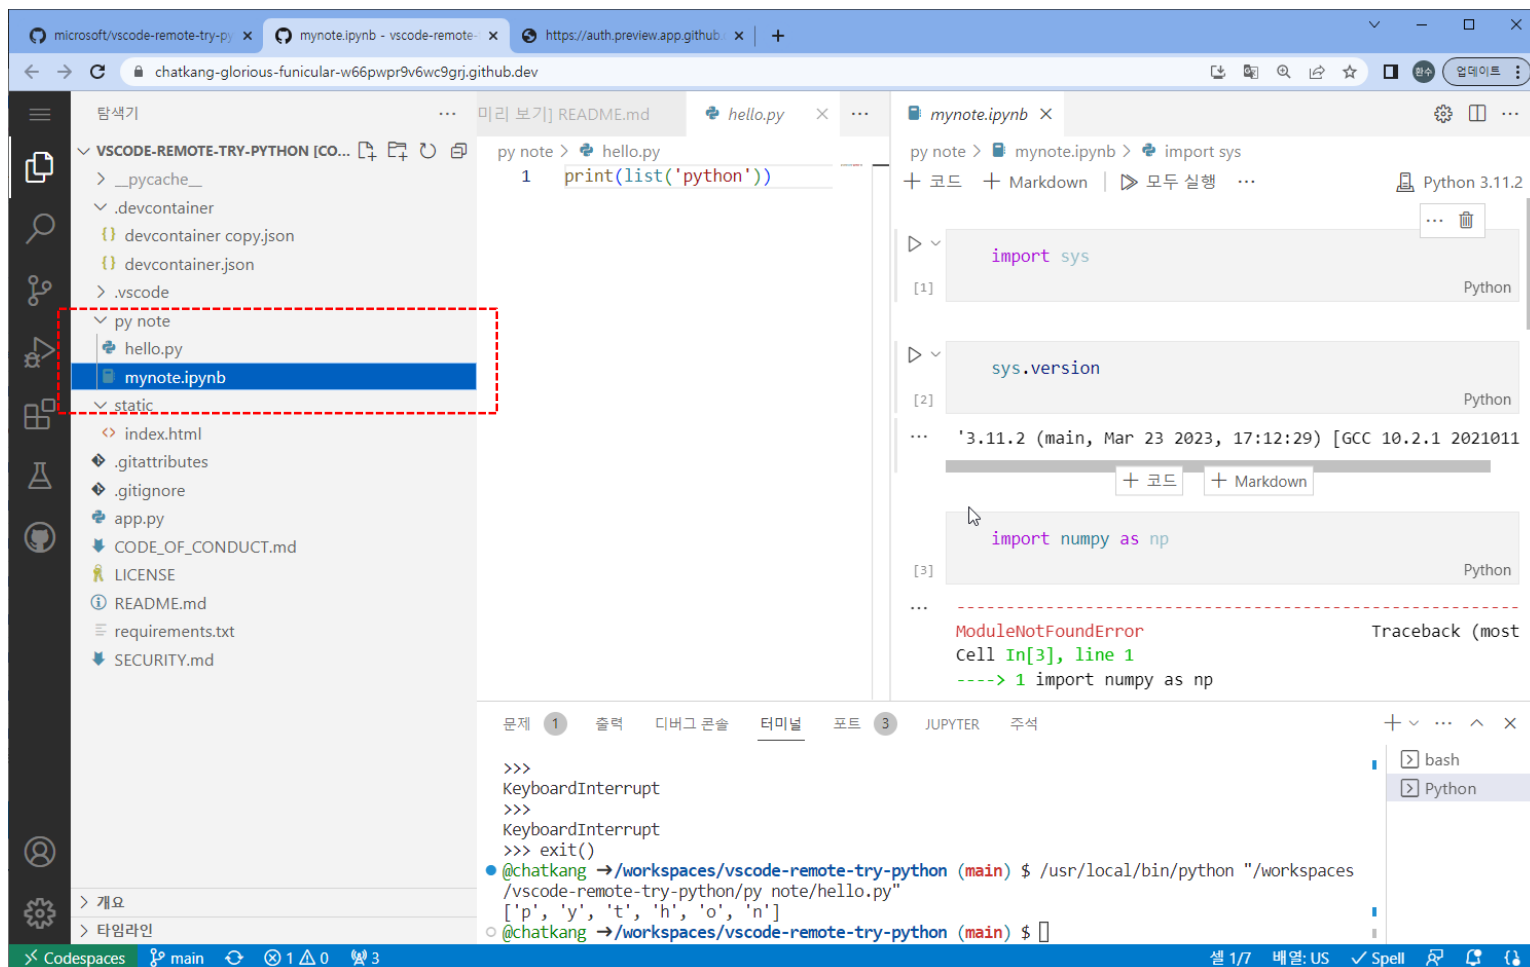 microsoft/vscode-remote-try-py
mynote.ipynb - vscode-remote-
https://auth.preview.app.github.
chatkang-glorious-funicular-w66pwpr9v6wc9grj.github.dev
환수
업데이트
탐색기
VSCODE-REMOTE-TRY-PYTHON [CO...
__pycache__
.devcontainer
devcontainer copy.json
devcontainer.json
.vscode
py note
hello.py
mynote.ipynb
static
index.html
.gitattributes
.gitignore
app.py
CODE_OF_CONDUCT.md
LICENSE
README.md
requirements.txt
SECURITY.md
개요
타임라인
미리 보기] README.md
hello.py
py note > hello.py
1 print(list('python'))
mynote.ipynb
py note > mynote.ipynb > import sys
+ 코드 + Markdown 모두 실행 ... Python 3.11.2
import sys
[1] Python
sys.version
[2] Python
'3.11.2 (main, Mar 23 2023, 17:12:29) [GCC 10.2.1 2021011
+ 코드 + Markdown
import numpy as np
[3] Python
---------------------------------------------------------
ModuleNotFoundError Traceback (most
Cell In[3], line 1
----> 1 import numpy as np
문제 1 출력 디버그 콘솔 터미널 포트 3 JUPYTER 주석
>>>
KeyboardInterrupt
>>>
KeyboardInterrupt
>>> exit()
@chatkang ➜/workspaces/vscode-remote-try-python (main) $ /usr/local/bin/python "/workspaces
/vscode-remote-try-python/py note/hello.py"
['p', 'y', 't', 'h', 'o', 'n']
@chatkang ➜/workspaces/vscode-remote-try-python (main) $
bash
Python
Codespaces main 1 0 3 셀 1/7 배열: US Spell